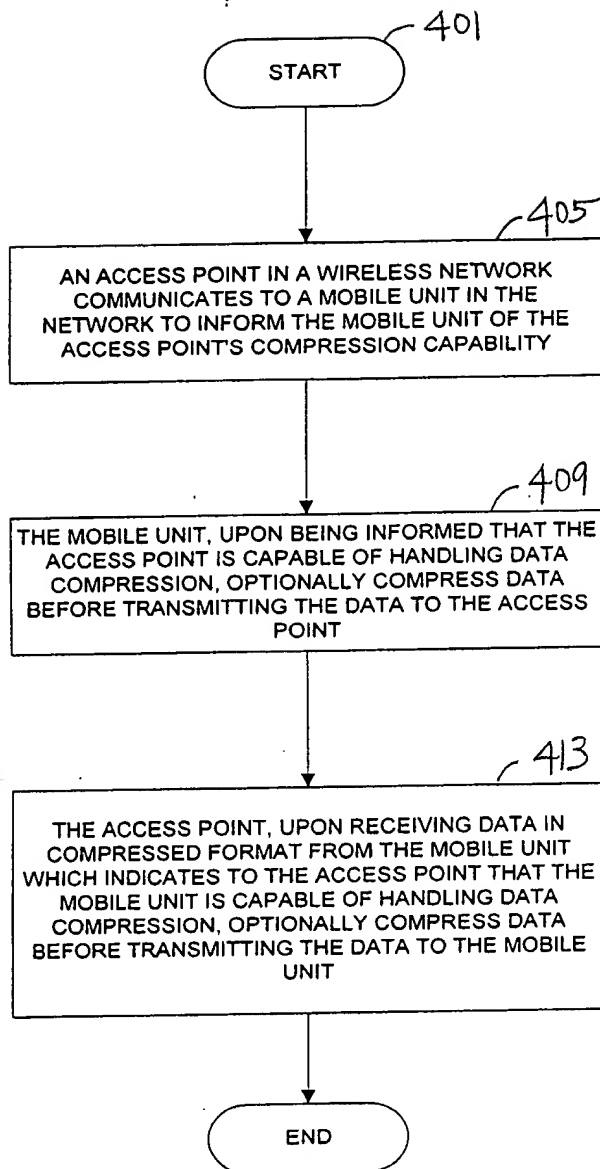 401
START
405
AN ACCESS POINT IN A WIRELESS NETWORK
COMMUNICATES TO A MOBILE UNIT IN THE
NETWORK TO INFORM THE MOBILE UNIT OF THE
ACCESS POINT'S COMPRESSION CAPABILITY
409
THE MOBILE UNIT, UPON BEING INFORMED THAT THE
ACCESS POINT IS CAPABLE OF HANDLING DATA
COMPRESSION, OPTIONALLY COMPRESS DATA
BEFORE TRANSMITTING THE DATA TO THE ACCESS
POINT
413
THE ACCESS POINT, UPON RECEIVING DATA IN
COMPRESSED FORMAT FROM THE MOBILE UNIT
WHICH INDICATES TO THE ACCESS POINT THAT THE
MOBILE UNIT IS CAPABLE OF HANDLING DATA
COMPRESSION, OPTIONALLY COMPRESS DATA
BEFORE TRANSMITTING THE DATA TO THE MOBILE
UNIT
END